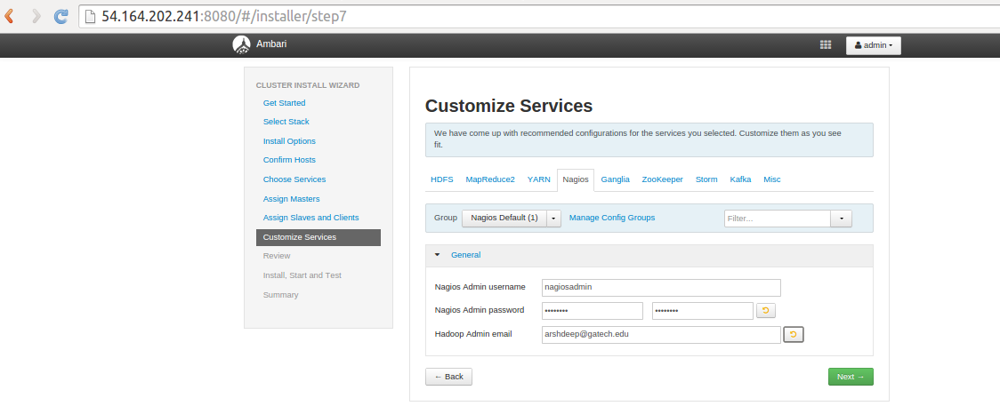 54.164.202.241:8080/#/installer/step7
Ambari
admin
CLUSTER INSTALL WIZARD
Get Started
Select Stack
Install Options
Confirm Hosts
Choose Services
Assign Masters
Assign Slaves and Clients
Customize Services
Review
Install, Start and Test
Summary
Customize Services
We have come up with recommended configurations for the services you selected. Customize them as you see
fit.
HDFS MapReduce2 YARN Nagios Ganglia ZooKeeper Storm Kafka Misc
Group Nagios Default (1) Manage Config Groups Filter...
General
Nagios Admin username nagiosadmin
Nagios Admin password •••••••• ••••••••
Hadoop Admin email arshdeep@gatech.edu
← Back Next →